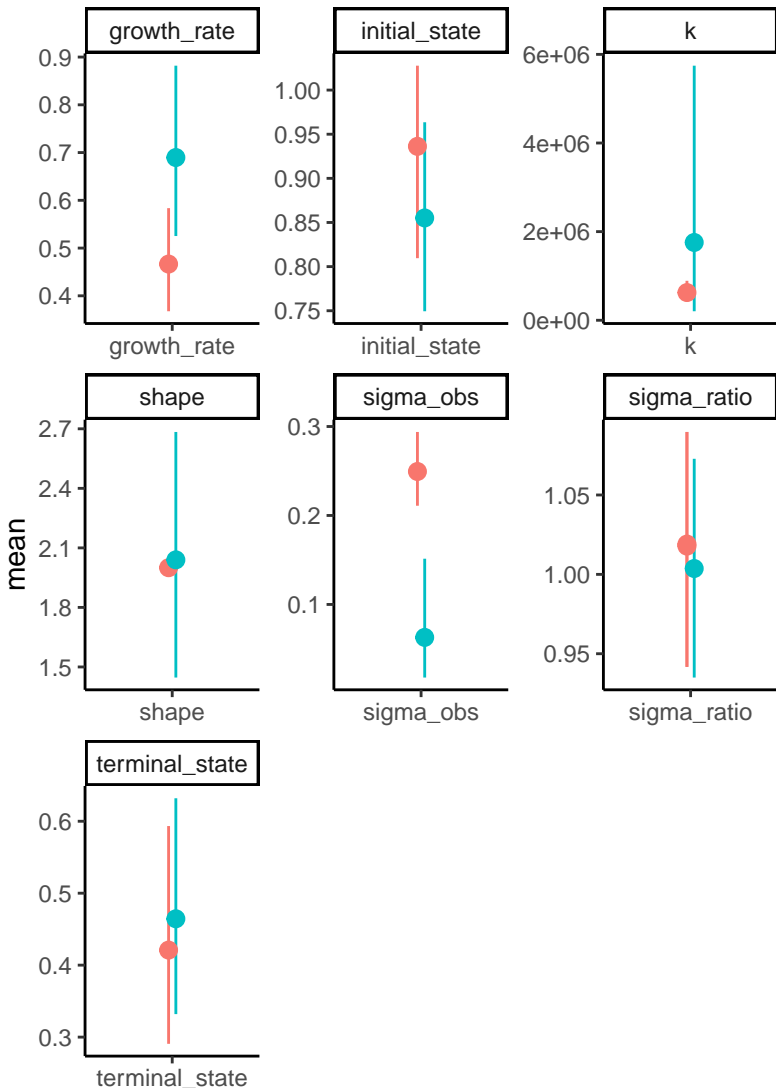 growth_rate
initial_state
k
0.9
0.8
0.7
0.6
0.5
0.4
growth_rate
1.00
0.95
0.90
0.85
0.80
0.75
initial_state
6e+06
4e+06
2e+06
0e+00
k
mean
shape
sigma_obs
sigma_ratio
2.7
2.4
2.1
1.8
1.5
shape
0.3
0.2
0.1
sigma_obs
1.05
1.00
0.95
sigma_ratio
terminal_state
0.6
0.5
0.4
0.3
terminal_state